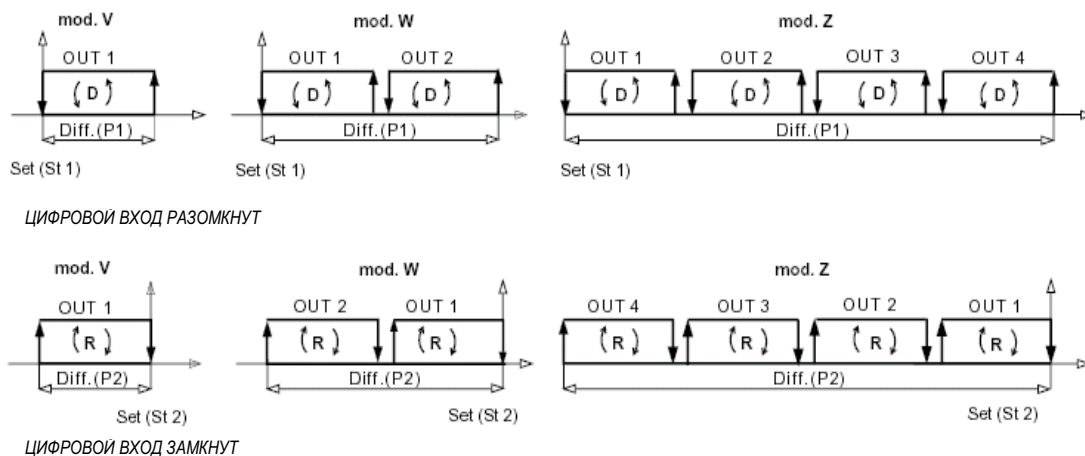 mod. V mod. W mod. Z
OUT 1 OUT 1 OUT 2 OUT 1 OUT 2 OUT 3 OUT 4
D D D D D D D
Diff.(P1) Diff.(P1) Diff.(P1)
Set (St 1) Set (St 1) Set (St 1)
ЦИФРОВОЙ ВХОД РАЗОМКНУТ
mod. V mod. W mod. Z
OUT 1 OUT 2 OUT 1 OUT 4 OUT 3 OUT 2 OUT 1
R R R R R R R
Diff.(P2) Diff.(P2) Diff.(P2)
Set (St 2) Set (St 2) Set (St 2)
ЦИФРОВОЙ ВХОД ЗАМКНУТ